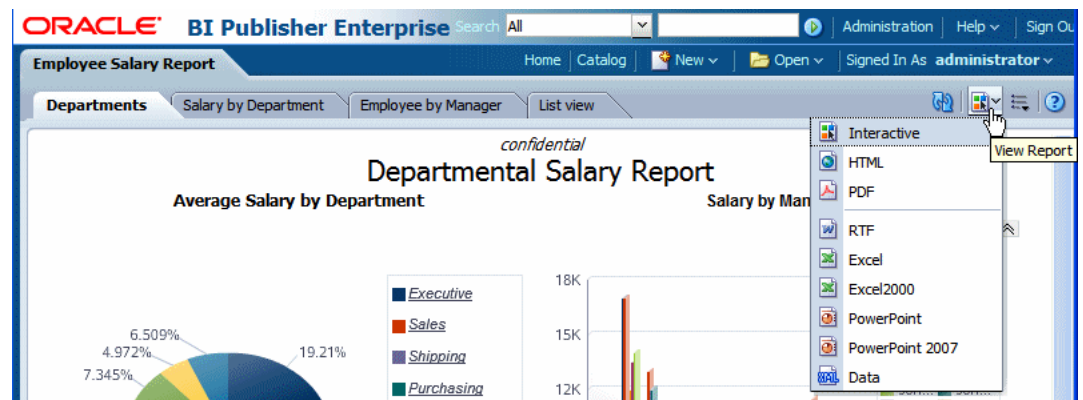 ORACLE BI Publisher Enterprise Search All Administration Help Sign Ou
Employee Salary Report Home Catalog New Open Signed In As administrator
Departments Salary by Department Employee by Manager List view
confidential
Departmental Salary Report
Average Salary by Department Salary by Man
Interactive
View Report
HTML
PDF
RTF
Excel
Excel2000
PowerPoint
PowerPoint 2007
Data
6.509%
4.972%
7.345%
19.21%
Executive
Sales
Shipping
Purchasing
18K
15K
12K